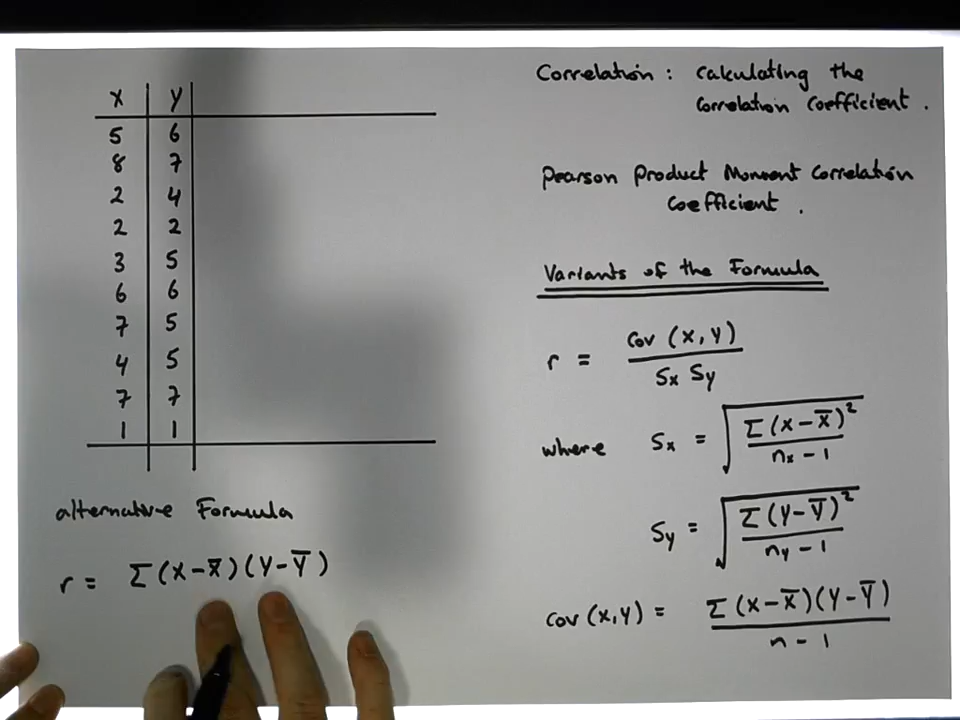 x y
5 6
8 7
2 4
2 2
3 5
6 6
7 5
4 5
7 7
1 1
alternative Formula
r = Σ(x-x̄)(y-ȳ)
Correlation: Calculating the
Correlation Coefficient.
Pearson Product Moment Correlation
Coefficient.
Variants of the Formula
r = cov (x,y) / Sx Sy
where Sx = √(Σ(x-x̄)² / nx - 1)
Sy = √(Σ(y-ȳ)² / ny - 1)
cov (x,y) = Σ(x-x̄)(y-ȳ) / n - 1